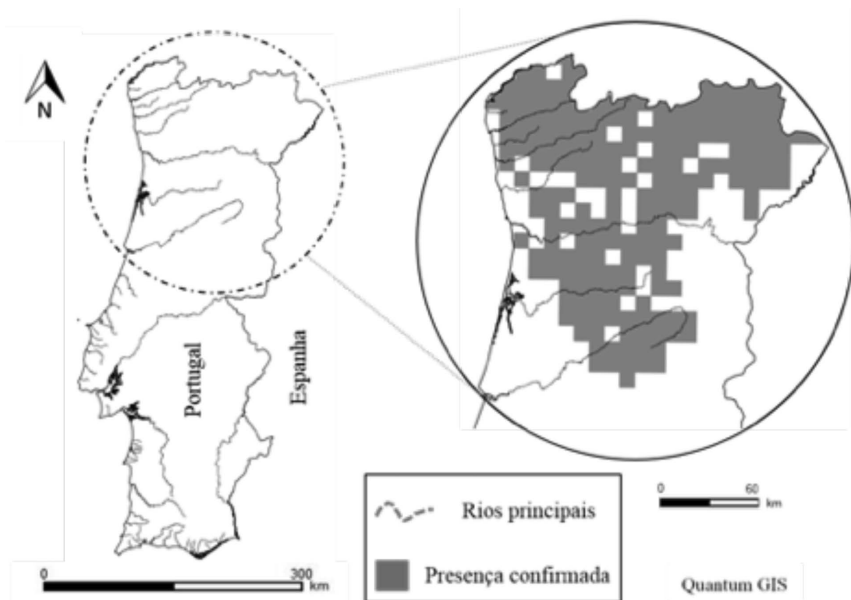 N
Portugal
Espanha
0
300
km
Rios principais
Presença confirmada
0
60
km
Quantum GIS